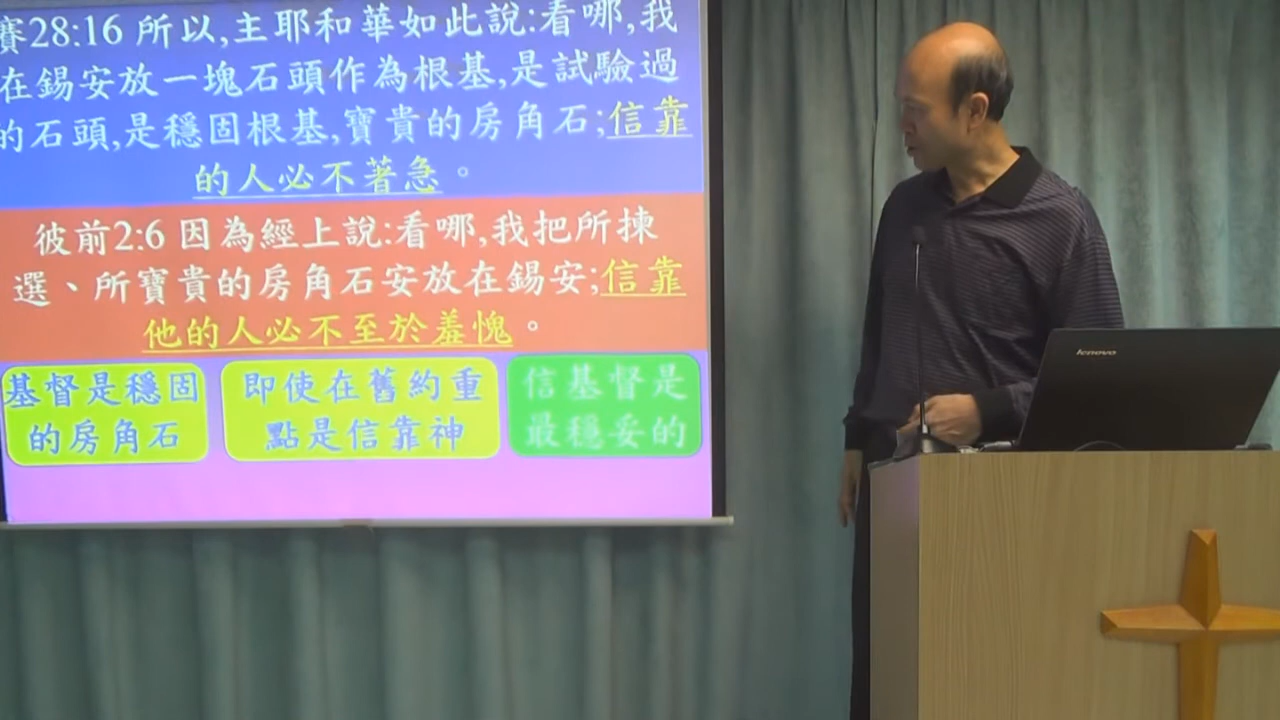 賽28:16 所以,主耶和華如此說:看哪,我
在錫安放一塊石頭作為根基,是試驗過
的石頭,是穩固根基,寶貴的房角石;信靠
的人必不著急。
彼前2:6 因為經上說:看哪,我把所揀
選、所寶貴的房角石安放在錫安;信靠
他的人必不至於羞愧。
基督是穩固
的房角石
即使在舊約重
點是信靠神
信基督是
最穩妥的
lenovo